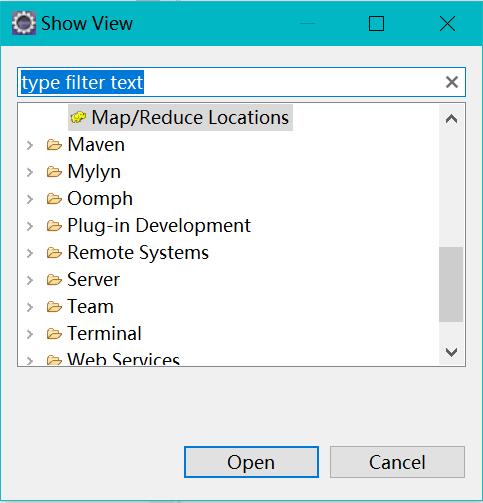 Show View
type filter text
Map/Reduce Locations
Maven
Mylyn
Oomph
Plug-in Development
Remote Systems
Server
Team
Terminal
Web Services
Open
Cancel